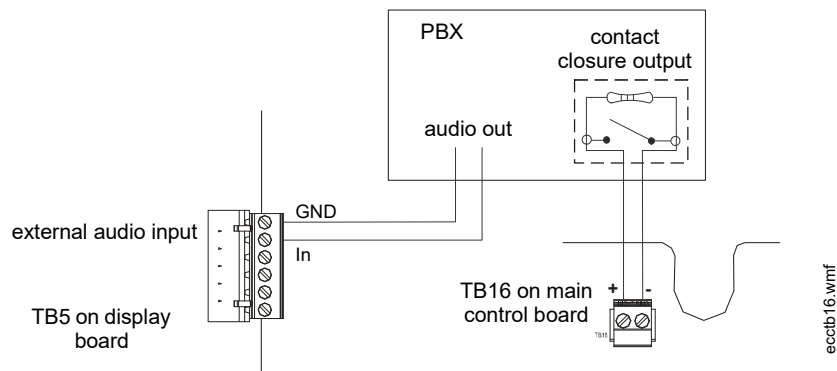 PBX
contact
closure output
audio out
GND
external audio input
In
TB5 on display
board
TB16 on main
control board
+ -
TB16
ecctb16.wmf